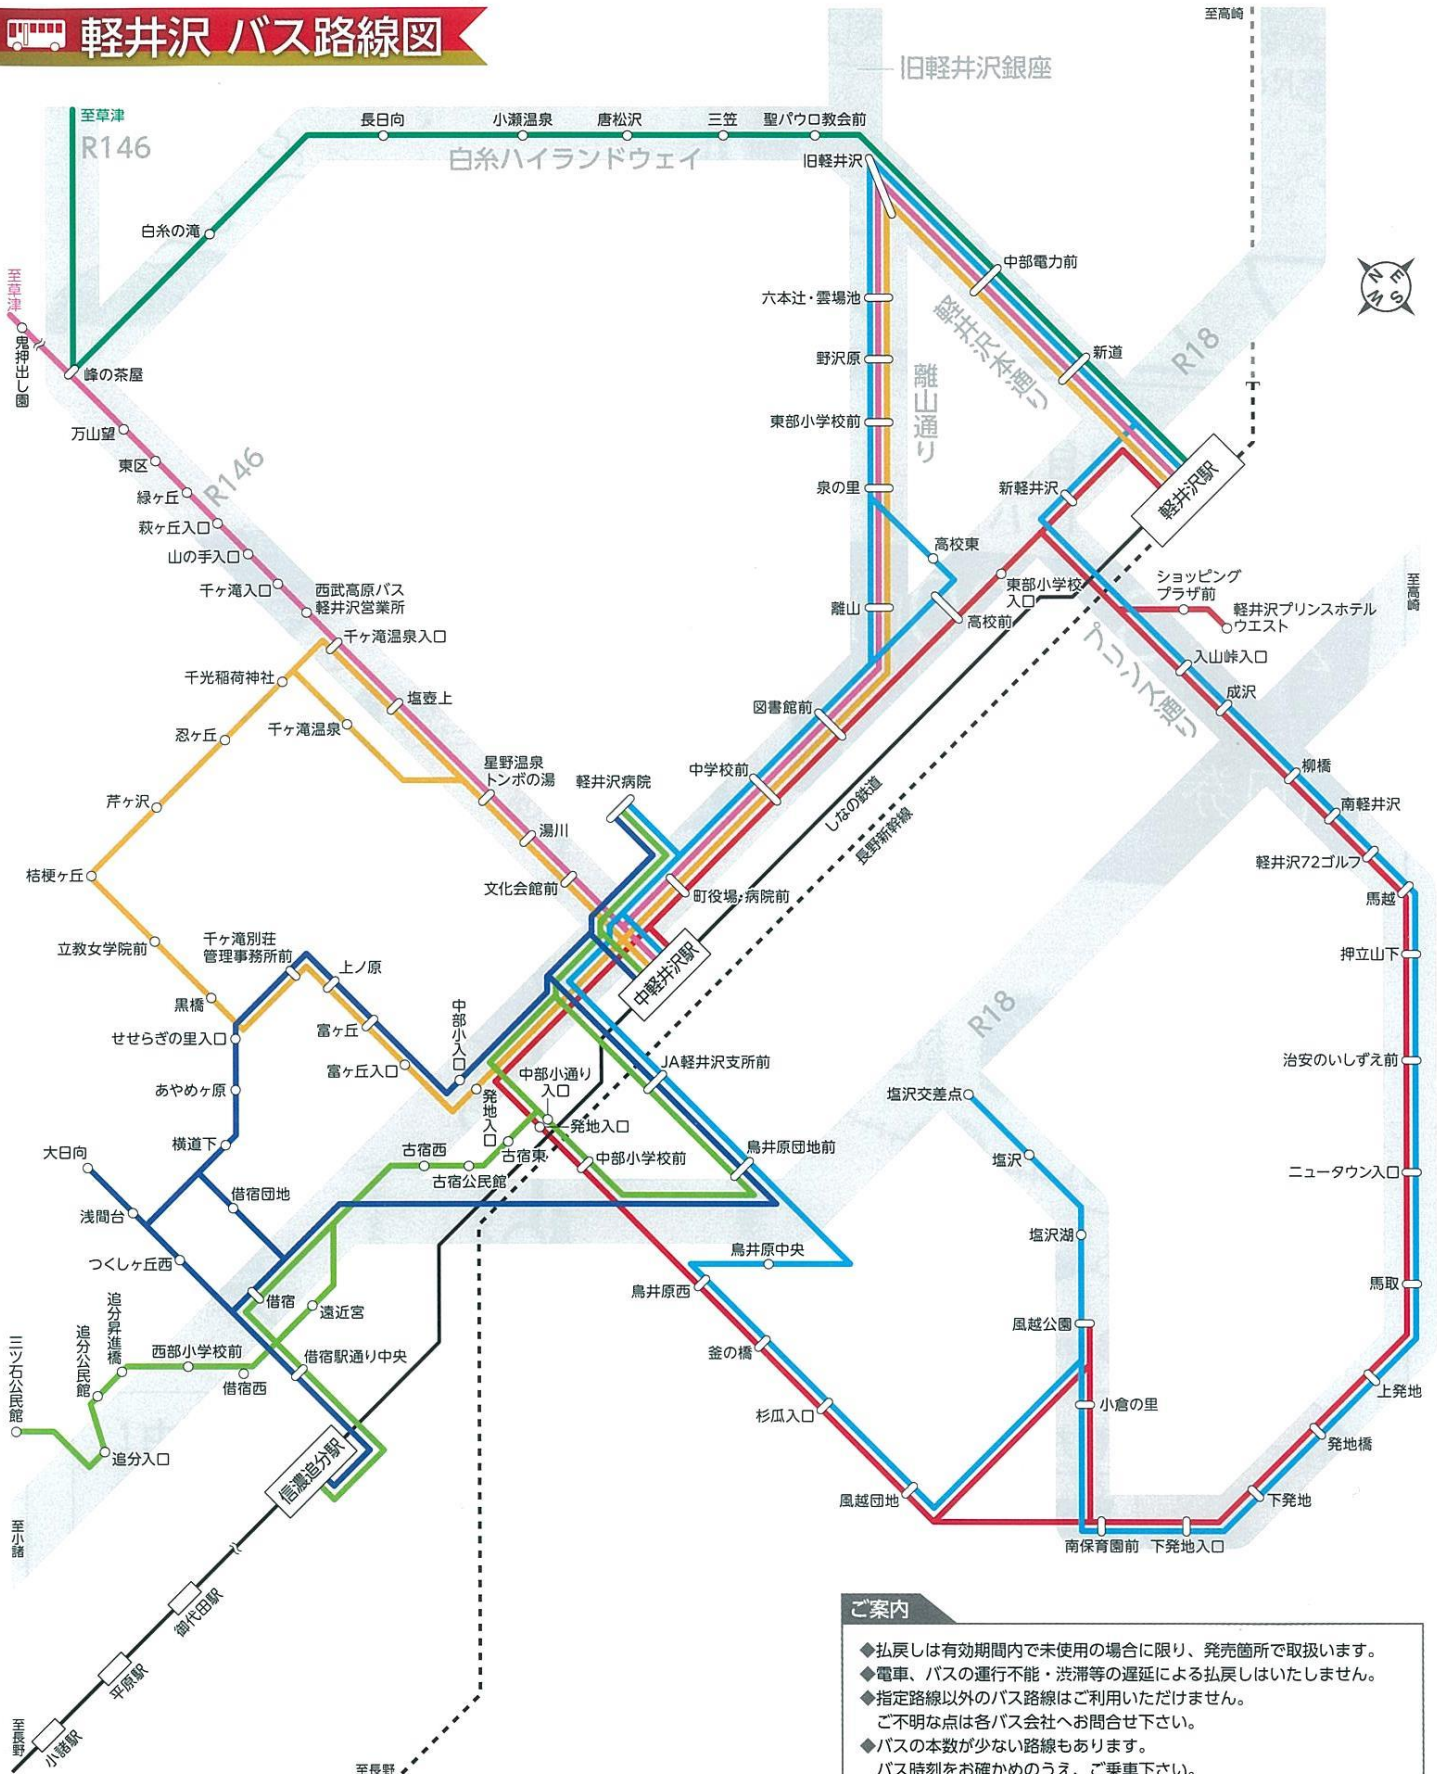 軽井沢 バス路線図
至高崎
旧軽井沢銀座
至草津
R146
長日向
小瀬温泉
唐松沢
三笠
聖パウロ教会前
白糸ハイランドウェイ
旧軽井沢
白糸の滝
中部電力前
N
E
S
W
至草津
鬼押出し園
六本辻・雲場池
軽井沢本通り
新道
R18
野沢原
離山通り
峰の茶屋
東部小学校前
万山望
東区
R146
緑ヶ丘
泉の里
新軽井沢
軽井沢駅
萩ヶ丘入口
山の手入口
高校東
千ヶ滝入口
西武高原バス
軽井沢営業所
東部小学校
入口
ショッピング
プラザ前
至高崎
離山
高校前
軽井沢プリンスホテル
ウエスト
千ヶ滝温泉入口
プリンス通り
入山峠入口
千光稲荷神社
塩壺上
図書館前
成沢
忍ヶ丘
千ヶ滝温泉
星野温泉
トンボの湯
軽井沢病院
中学校前
柳橋
芹ヶ沢
しなの鉄道
長野新幹線
南軽井沢
湯川
軽井沢72ゴルフ
桔梗ヶ丘
文化会館前
町役場・病院前
馬越
立教女学院前
千ヶ滝別荘
管理事務所前
上ノ原
中軽井沢駅
押立山下
黒橋
富ヶ丘
中部小入口
R18
せせらぎの里入口
富ヶ丘入口
JA軽井沢支所前
治安のいしずえ前
あやめヶ原
発地入口
中部小通り
入口
塩沢交差点
発地入口
横道下
古宿西
古宿東
中部小学校前
鳥井原団地前
塩沢
大日向
古宿公民館
ニュータウン入口
借宿団地
浅間台
塩沢湖
つくしヶ丘西
鳥井原中央
借宿
鳥井原西
馬取
遠近宮
追分昇進橋
追分公民館
三ツ石公民館
西部小学校前
借宿駅通り中央
借宿西
釜の橋
風越公園
上発地
杉瓜入口
小倉の里
追分入口
信濃追分駅
発地橋
風越団地
下発地
至小諸
南保育園前
下発地入口
御代田駅
平原駅
至長野
小諸駅
至長野
ご案内
◆払戻しは有効期間内で未使用の場合に限り、発売箇所で取扱います。
◆電車、バスの運行不能・渋滞等の遅延による払戻しはいたしません。
◆指定路線以外のバス路線はご利用いただけません。
ご不明な点は各バス会社へお問合せ下さい。
◆バスの本数が少ない路線もあります。
バス時刻をお確かめのうえ、ご乗車下さい。